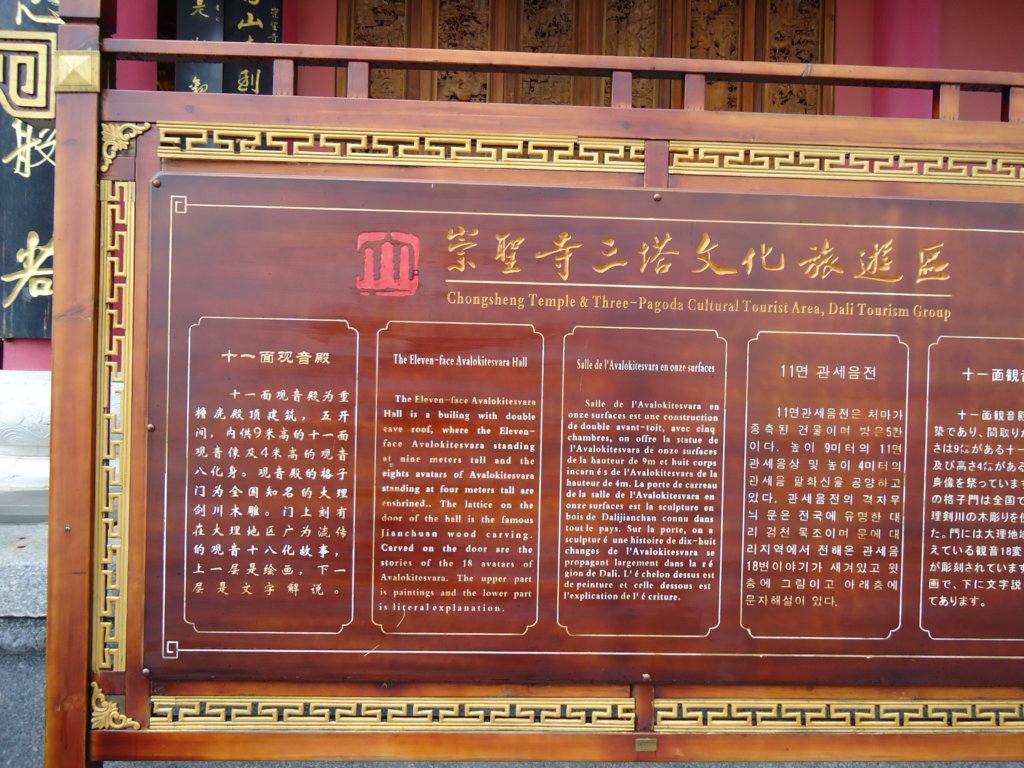 崇聖寺三塔文化旅遊區
Chongsheng Temple & Three-Pagoda Cultural Tourist Area, Dali Tourism Group
十一面观音殿
十一面观音殿为重
檐庑殿顶建筑，五开
间，内供9米高的十一面
观音像及4米高的观音
八化身。观音殿的格子
门为全国知名的大理
剑川木雕。门上刻有
在大理地区广为流传
的观音十八化故事，
上一层是绘画，下一
层是文字解说。
The Eleven-face Avalokitesvara Hall
The Eleven-face Avalokitesvara
Hall is a builing with double
eave roof, where the Eleven-
face Avalokitesvara standing
at nine meters tall and the
eights avatars of Avalokitesvara
standing at four meters tall are
enshrined.. The lattice on the
door of the hall is the famous
Jianchuan wood carving.
Carved on the door are the
stories of the 18 avatars of
Avalokitesvara. The upper part
is paintings and the lower part
is literal explanation.
Salle de l'Avalokitesvara en onze surfaces
Salle de l'Avalokitesvara en
onze surfaces est une construction
de double avant-toit, avec cinq
chambres, on offre la statue de
l'Avalokitesvara de onze surfaces
de la hauteur de 9m et huit corps
incarn é s de l'Avalokitesvara de la
hauteur de 4m. La porte de carreau
de la salle de l'Avalokitesvara en
onze surfaces est la sculpture en
bois de Dalijianchan connu dans
tout le pays. Sur la porte, on a
sculptur é une histoire de dix-huit
changes de l'Avalokitesvara se
propagant largement dans la ré
gion de Dali. L' é chelon dessus est
de peinture et celle dessous est
l'explication de l' é criture.
11면 관세음전
11면관세음전은 처마가
중축된 건물이며 방은5칸
이다. 높이 9미터의 11면
관세음상 및 높이 4미터의
관세음 팔화신을 공양하고
있다. 관세음전의 격자무
늬 문은 전국에 유명한 대
리 검천 목조이며 문에 대
리지역에서 전해온 관세음
18변이야기가 새겨있고 윗
층에 그림이고 아래층에
문자해설이 있다.
十一面観音
十一面観音殿
塾であり、間取りが
さは9㍍がある十一
及び高さ4㍍がある
身像を祭っています
の格子門は全国で
理剣川の木彫りを使
た。門には大理地域
えている観音18変
が彫刻されています
画で、下に文字説
てあります。
般
若